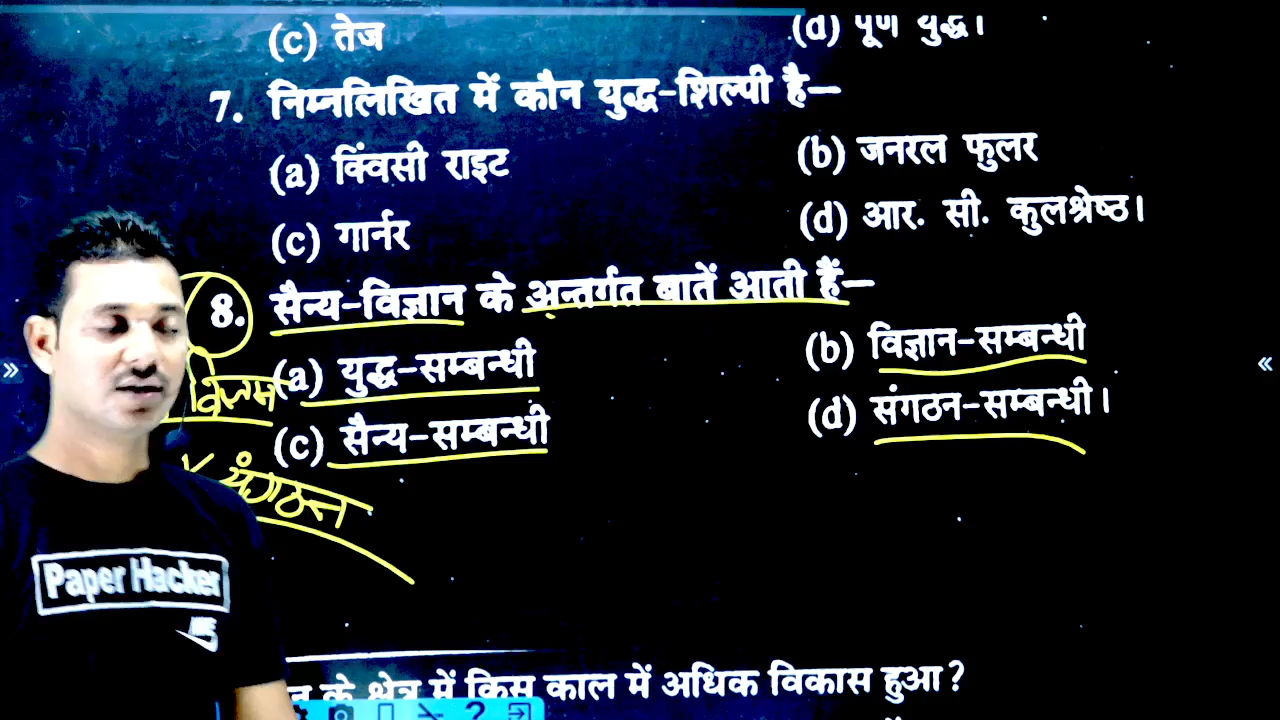 (c) तेज
(d) पूर्ण युद्ध।
7. निम्नलिखित में कौन युद्ध-शिल्पी है—
(a) क्विंसी राइट
(b) जनरल फुलर
(c) गार्नर
(d) आर. सी. कुलश्रेष्ठ।
8. सैन्य-विज्ञान के अन्तर्गत बातें आती हैं—
(a) युद्ध-सम्बन्धी
(b) विज्ञान-सम्बन्धी
(c) सैन्य-सम्बन्धी
(d) संगठन-सम्बन्धी।
संगठन
Paper Hacker
के क्षेत्र में किस काल में अधिक विकास हुआ?